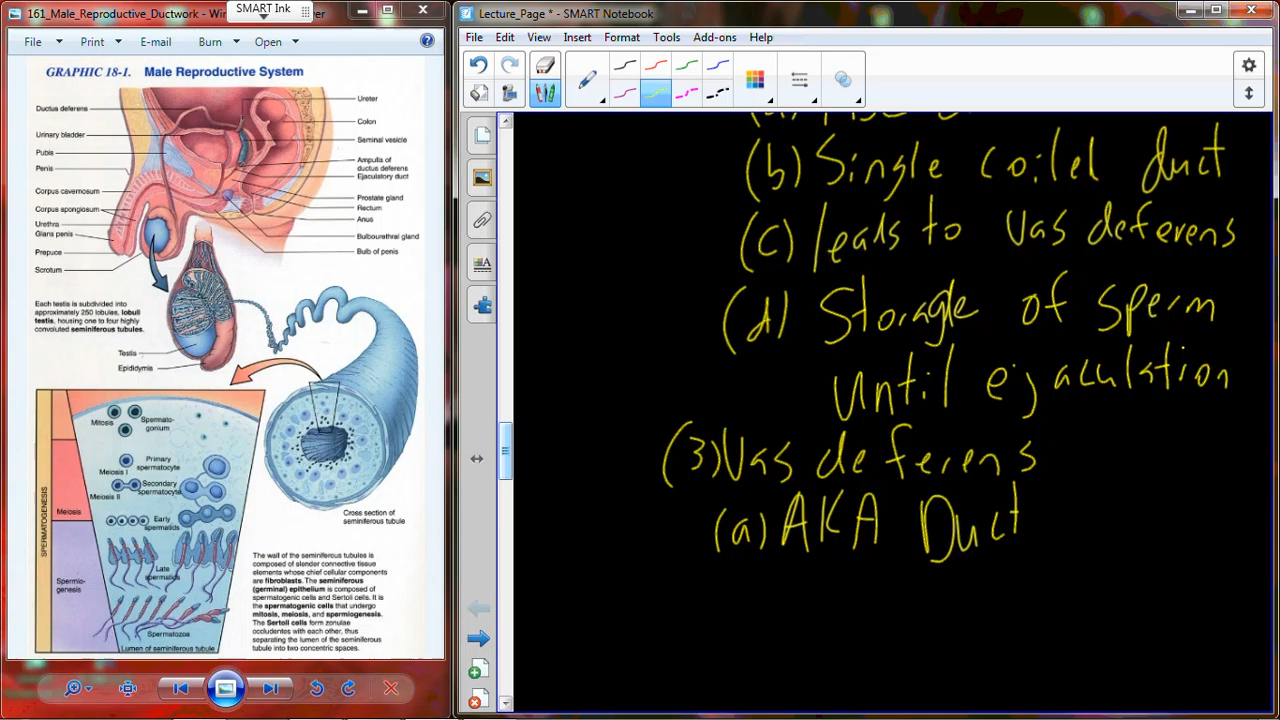 161_Male_Reproductive_Ductwork - Win
SMART Ink
er
File
Print
E-mail
Burn
Open
GRAPHIC 18-1. Male Reproductive System
Ductus deferens
Urinary bladder
Pubis
Penis
Corpus cavernosum
Corpus spongiosum
Urethra
Glans penis
Prepuce
Scrotum
Ureter
Colon
Seminal vesicle
Ampulla of
ductus deferens
Ejaculatory duct
Prostate gland
Rectum
Anus
Bulbourethral gland
Bulb of penis
Each testis is subdivided into
approximately 250 lobules, lobuli
testis, housing one to four highly
convoluted seminiferous tubules.
Testis
Epididymis
SPERMATOGENESIS
Meiosis
Spermio-
genesis
Mitosis
Spermato-
gonium
Primary
spermatocyte
Meiosis I
Secondary
spermatocyte
Meiosis II
Early
spermatids
Late
spermatids
Spermatozoa
Lumen of seminiferous tubule
Cross section of
seminiferous tubule
The wall of the seminiferous tubules is
composed of slender connective tissue
elements whose chief cellular components
are fibroblasts. The seminiferous
(germinal) epithelium is composed of
spermatogenic cells and Sertoli cells. It is
the spermatogenic cells that undergo
mitosis, meiosis, and spermiogenesis.
The Sertoli cells form zonulae
occludentes with each other, thus
separating the lumen of the seminiferous
tubule into two concentric spaces.
Lecture_Page * - SMART Notebook
File Edit View Insert Format Tools Add-ons Help
(b) Single coiled duct
(c) leads to vas deferens
(d) Storage of sperm
until ejaculation
(3) Vas deferens
(a) AKA Duct